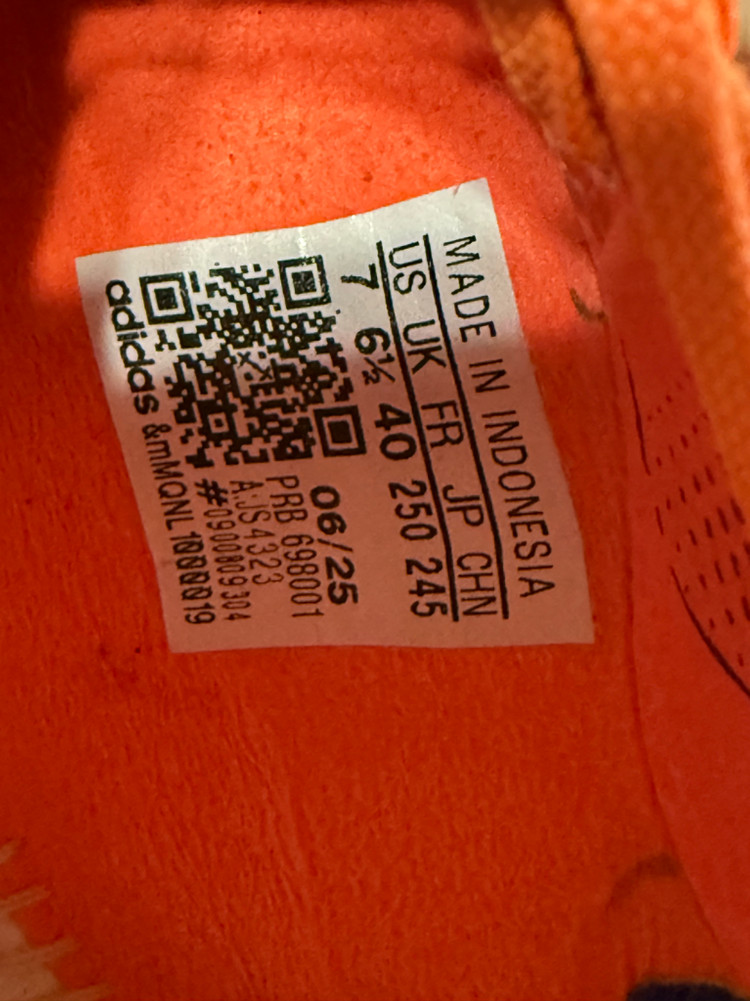 MADE IN INDONESIA
US UK FR JP CHN
7 6½ 40 250 245
06/25
PRB 698001
AJS4323
#0900009304
adidas &mMQNL1000019